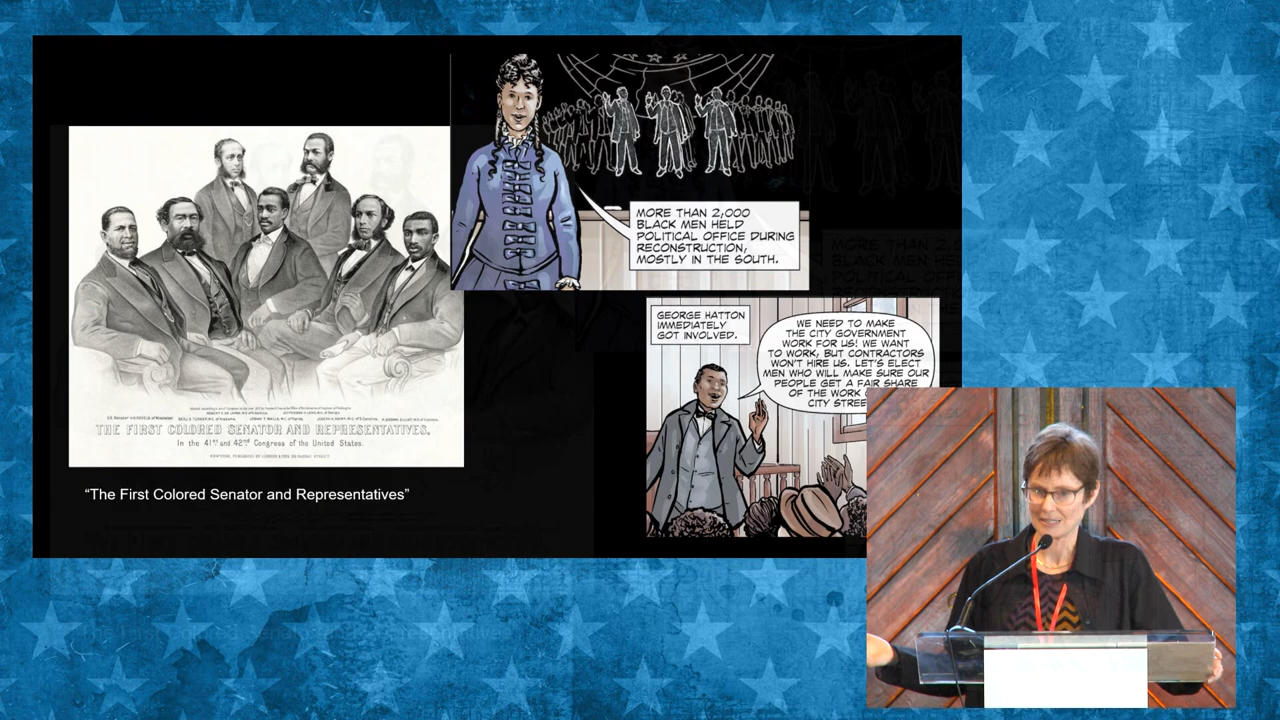 MORE THAN 2,000
BLACK MEN HELD
POLITICAL OFFICE DURING
RECONSTRUCTION,
MOSTLY IN THE SOUTH.
GEORGE HATTON
IMMEDIATELY
GOT INVOLVED.
WE NEED TO MAKE
THE CITY GOVERNMENT
WORK FOR US! WE WANT
TO WORK, BUT CONTRACTORS
WON'T HIRE US. LET'S ELECT
MEN WHO WILL MAKE SURE OUR
PEOPLE GET A FAIR SHARE
OF THE WORK
CITY
THE FIRST COLORED SENATOR AND REPRESENTATIVES,
In the 41st and 42nd Congress of the United States.
"The First Colored Senator and Representatives"